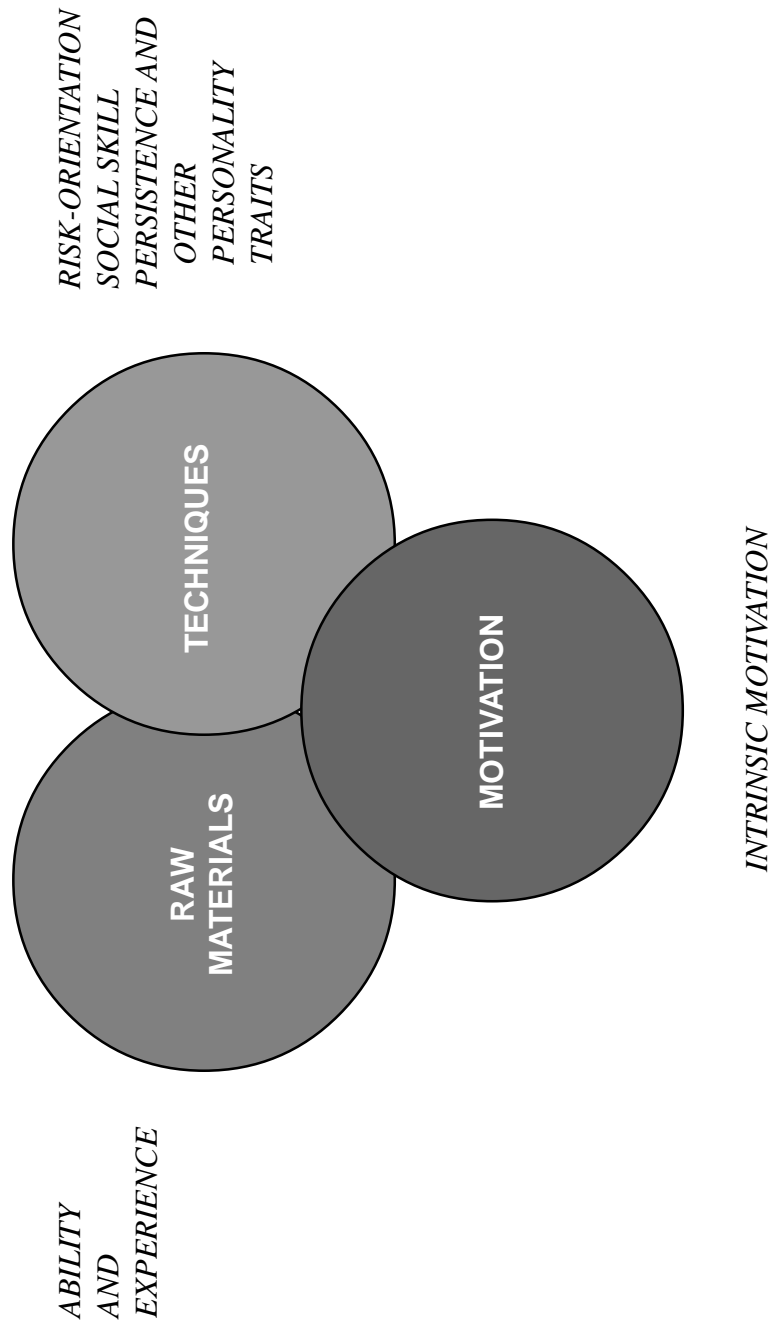 ABILITY
AND
EXPERIENCE
RAW
MATERIALS
TECHNIQUES
RISK-ORIENTATION
SOCIAL SKILL
PERSISTENCE AND
OTHER
PERSONALITY
TRAITS
MOTIVATION
INTRINSIC MOTIVATION